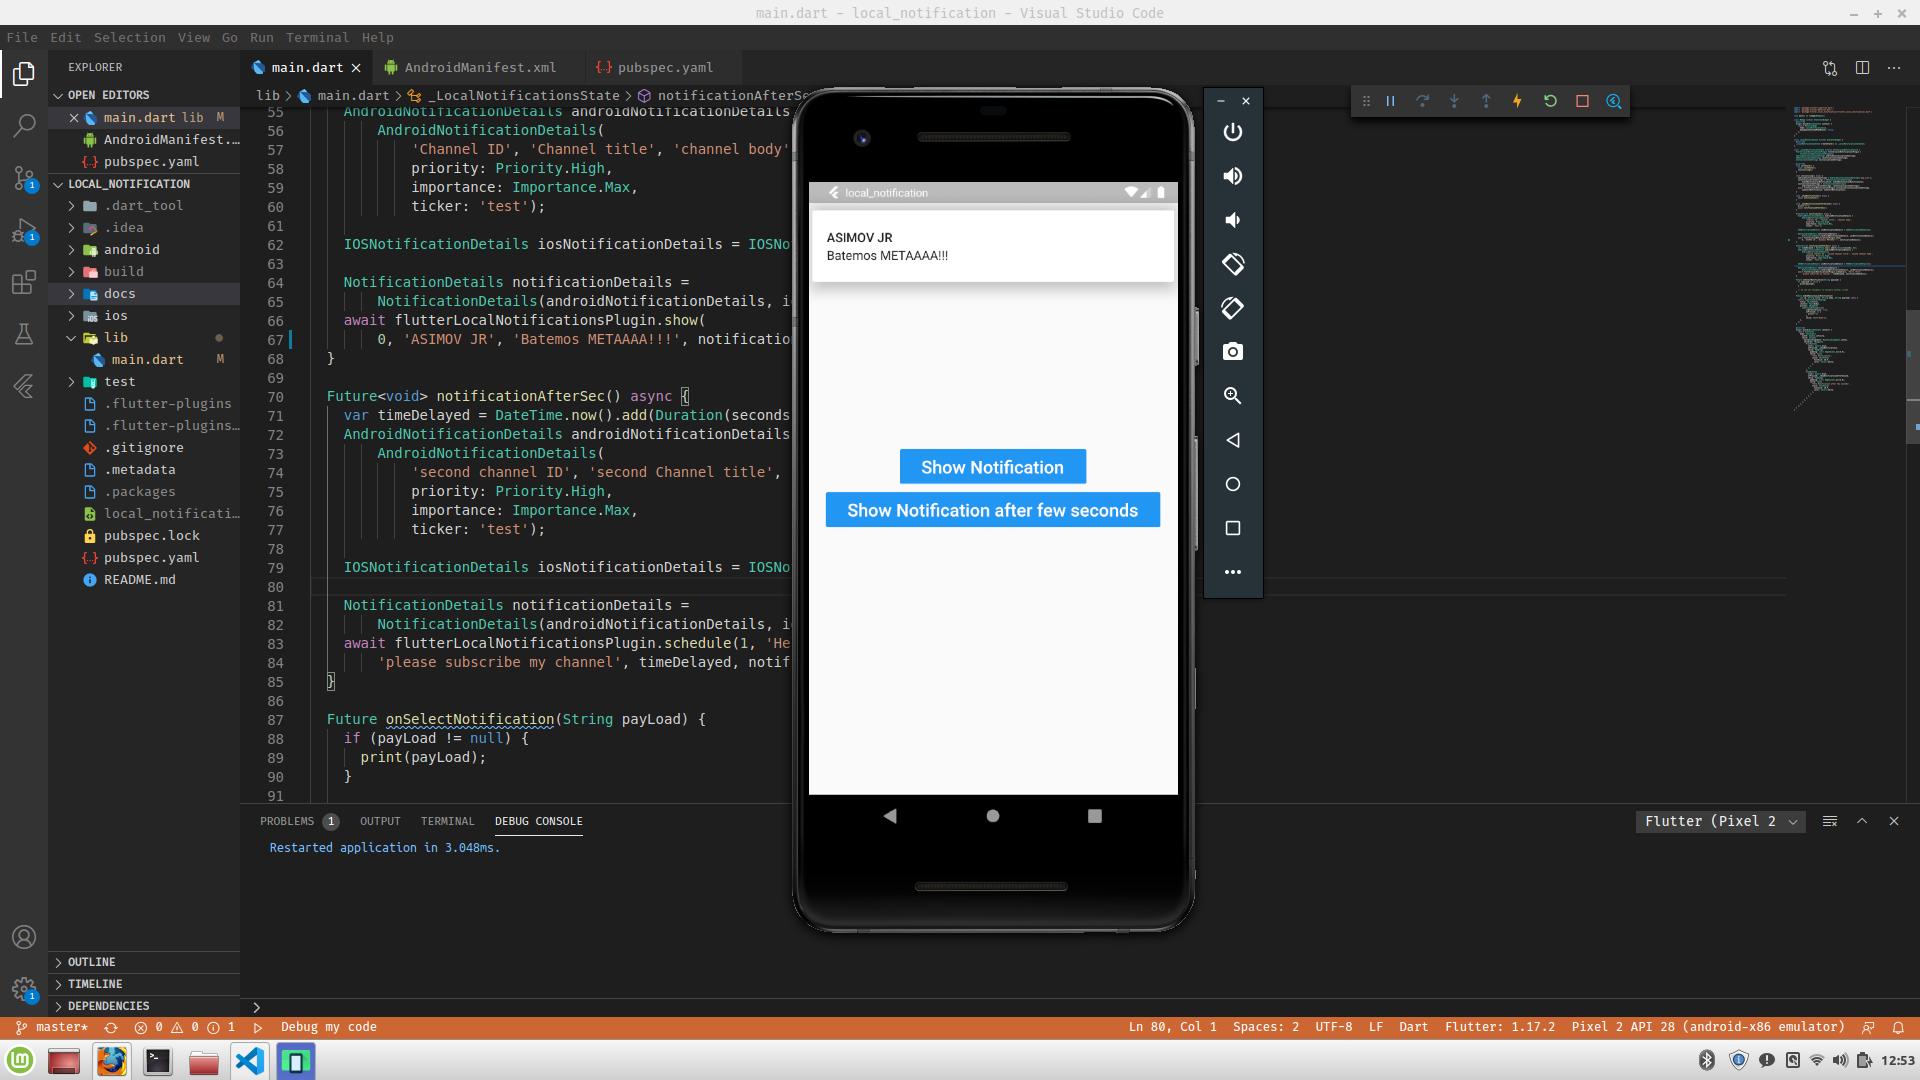 main.dart - local_notification - Visual Studio Code
File Edit Selection View Go Run Terminal Help
EXPLORER
OPEN EDITORS
main.dart lib M
AndroidManifest....
pubspec.yaml
LOCAL_NOTIFICATION
.dart_tool
.idea
android
build
docs
ios
lib
main.dart M
test
.flutter-plugins
.flutter-plugins...
.gitignore
.metadata
.packages
local_notificati...
pubspec.lock
pubspec.yaml
README.md
OUTLINE
TIMELINE
DEPENDENCIES
1
1
1
main.dart AndroidManifest.xml pubspec.yaml
lib > main.dart > _LocalNotificationsState > notificationAfterSe
55 AndroidNotificationDetails androidNotificationDetails
56 AndroidNotificationDetails(
57 'Channel ID', 'Channel title', 'channel body'
58 priority: Priority.High,
59 importance: Importance.Max,
60 ticker: 'test');
61
62 IOSNotificationDetails iosNotificationDetails = IOSNo
63
64 NotificationDetails notificationDetails =
65 NotificationDetails(androidNotificationDetails, i
66 await flutterLocalNotificationsPlugin.show(
67 0, 'ASIMOV JR', 'Batemos METAAAA!!!', notification
68 }
69
70 Future<void> notificationAfterSec() async {
71 var timeDelayed = DateTime.now().add(Duration(seconds
72 AndroidNotificationDetails androidNotificationDetails
73 AndroidNotificationDetails(
74 'second channel ID', 'second Channel title',
75 priority: Priority.High,
76 importance: Importance.Max,
77 ticker: 'test');
78
79 IOSNotificationDetails iosNotificationDetails = IOSNo
80
81 NotificationDetails notificationDetails =
82 NotificationDetails(androidNotificationDetails, i
83 await flutterLocalNotificationsPlugin.schedule(1, 'He
84 'please subscribe my channel', timeDelayed, notif
85 }
86
87 Future onSelectNotification(String payLoad) {
88 if (payLoad != null) {
89 print(payLoad);
90 }
91
local_notification
ASIMOV JR
Batemos METAAAA!!!
Show Notification
Show Notification after few seconds
PROBLEMS 1 OUTPUT TERMINAL DEBUG CONSOLE
Flutter (Pixel 2
Restarted application in 3.048ms.
master* 0 0 1 Debug my code
Ln 80, Col 1 Spaces: 2 UTF-8 LF Dart Flutter: 1.17.2 Pixel 2 API 28 (android-x86 emulator)
12:53